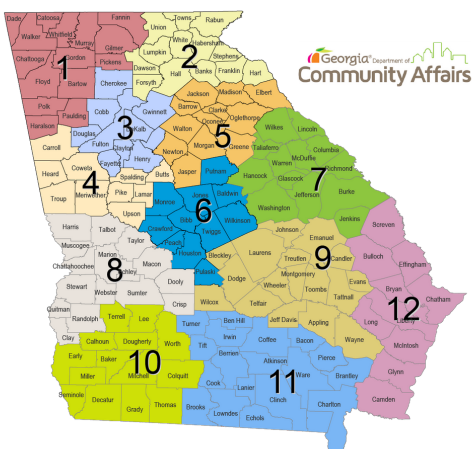 Georgia® Department of
Community Affairs
Dade
Catoosa
Fannin
Walker
Whitfield
Murray
Gilmer
Chattooga
Gordon
Pickens
Floyd
Bartow
Polk
Paulding
Haralson
1
Towns
Rabun
Union
White
Habersham
Lumpkin
Stephens
Dawson
Hall
Banks
Franklin
Hart
Forsyth
2
Cherokee
Cobb
Gwinnett
Douglas
Fulton
Clayton
Fayette
Henry
3
Carroll
Heard
Coweta
Spalding
Butts
Troup
Meriwether
Pike
Lamar
Upson
4
Jackson
Madison
Elbert
Barrow
Clarke
Oconee
Oglethorpe
Walton
Morgan
Greene
Newton
Jasper
5
Putnam
Jones
Baldwin
Monroe
Bibb
Wilkinson
Crawford
Twiggs
Peach
Houston
Pulaski
6
Wilkes
Lincoln
Taliaferro
Columbia
McDuffie
Warren
Richmond
Hancock
Glascock
Jefferson
Burke
Washington
Jenkins
7
Harris
Talbot
Taylor
Muscogee
Marion
Macon
Chattahoochee
Schley
Dooly
Stewart
Webster
Sumter
Quitman
Randolph
Crisp
Clay
8
Johnson
Emanuel
Laurens
Treutlen
Candler
Bleckley
Montgomery
Evans
Dodge
Wheeler
Toombs
Tattnall
Wilcox
Telfair
Jeff Davis
Appling
Wayne
9
Terrell
Lee
Calhoun
Dougherty
Worth
Early
Baker
Miller
Mitchell
Colquitt
Seminole
Decatur
Grady
Thomas
10
Turner
Ben Hill
Irwin
Coffee
Bacon
Tift
Berrien
Pierce
Atkinson
Ware
Brantley
Cook
Lanier
Clinch
Charlton
Brooks
Lowndes
Echols
11
Screven
Bulloch
Effingham
Bryan
Chatham
Long
Liberty
McIntosh
Glynn
Camden
12